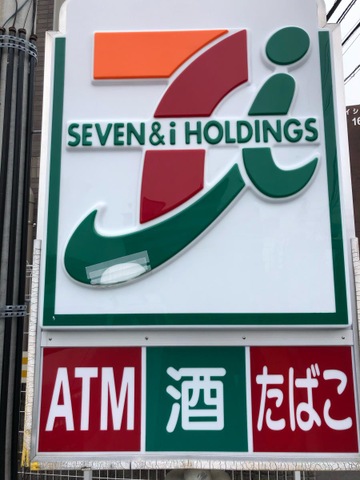 SEVEN&i HOLDINGS
ATM 酒 たばこ